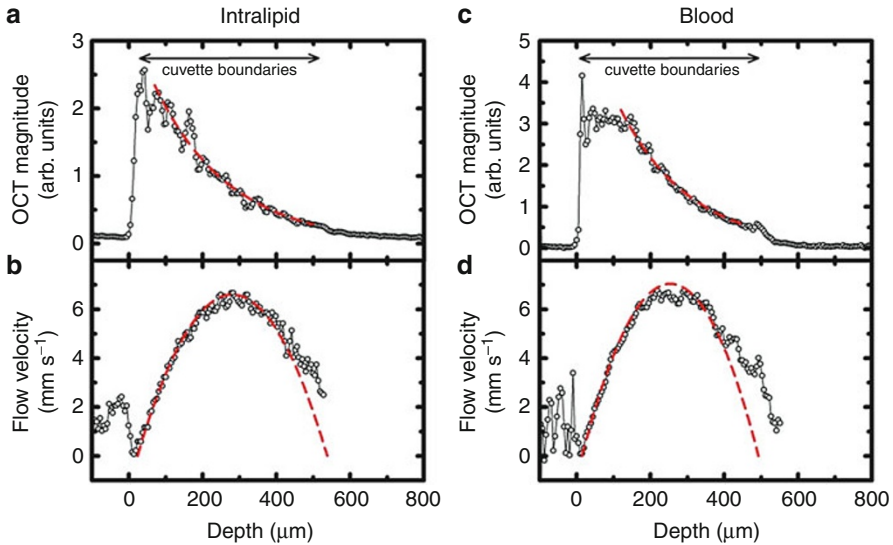 a
Intralipid
3
2
1
0
OCT magnitude
(arb. units)
cuvette boundaries
b
6
4
2
0
Flow velocity
(mm s⁻¹)
0 200 400 600 800
Depth (μm)
c
Blood
5
4
3
2
1
0
OCT magnitude
(arb. units)
cuvette boundaries
d
6
4
2
0
Flow velocity
(mm s⁻¹)
0 200 400 600 800
Depth (μm)